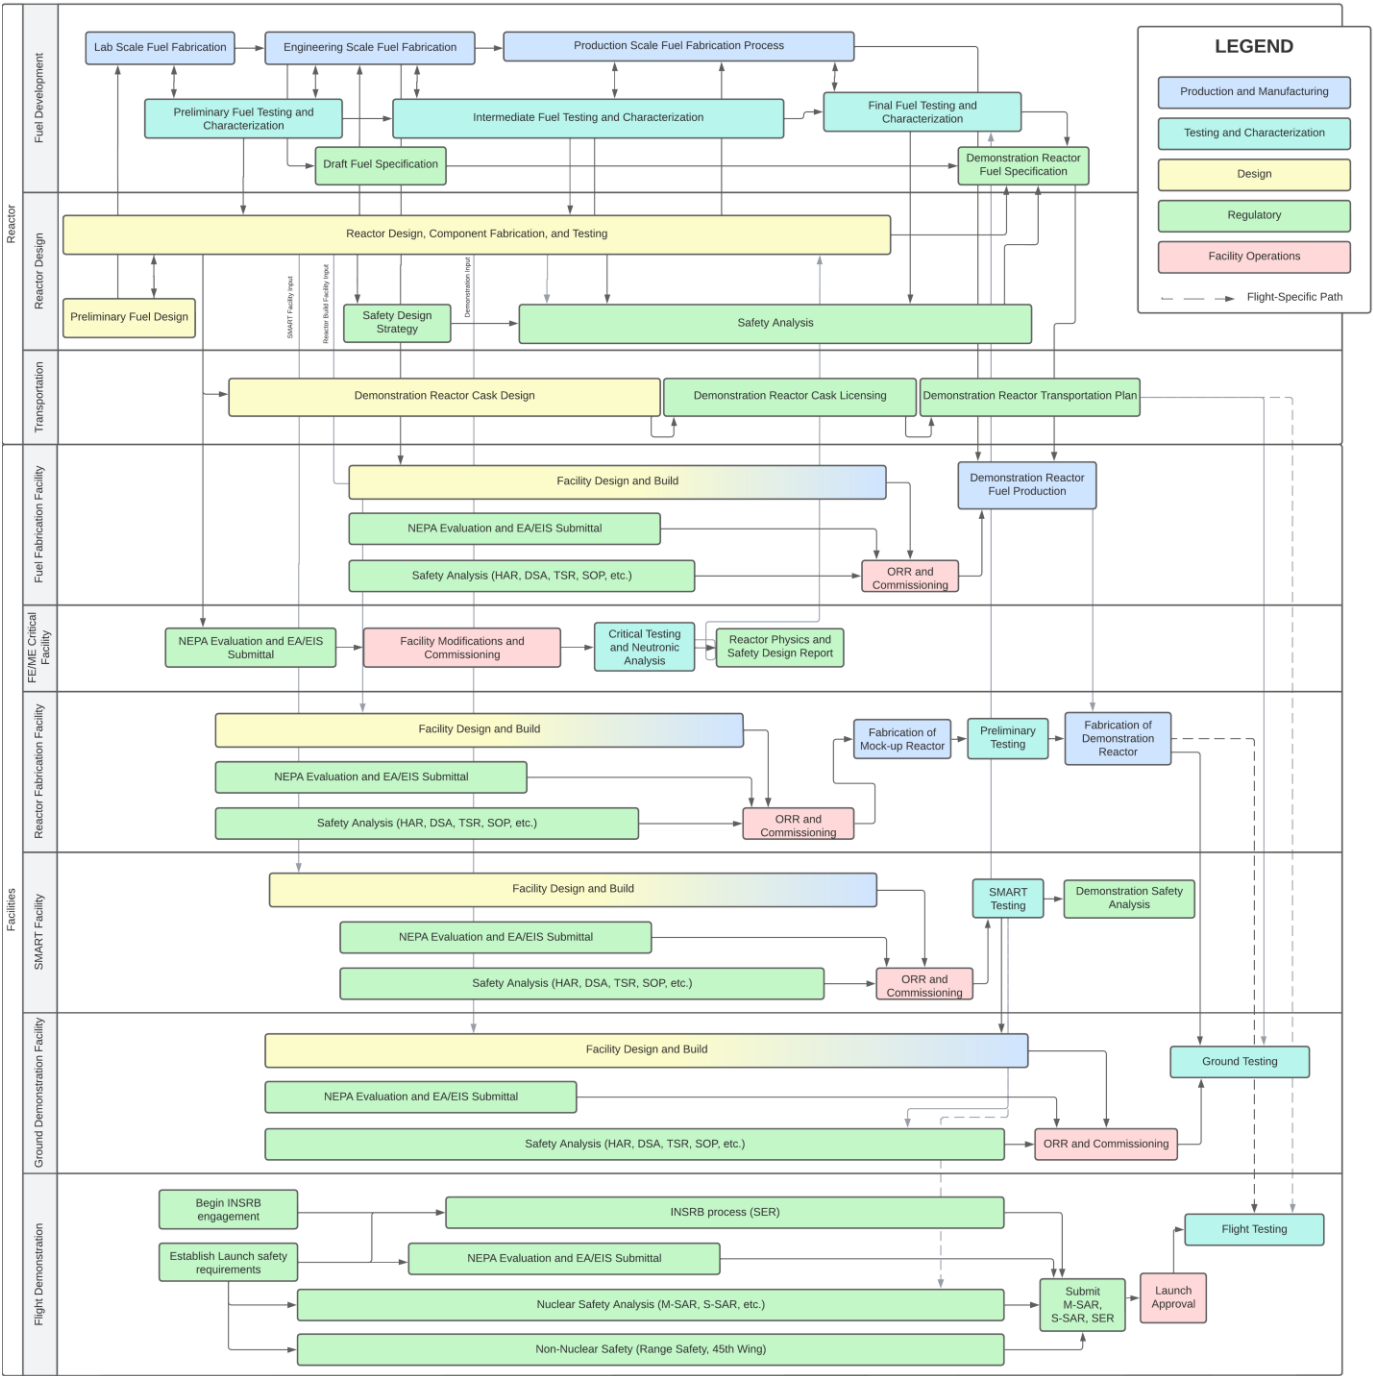 LEGEND
Production and Manufacturing
Testing and Characterization
Design
Regulatory
Facility Operations
Flight-Specific Path
Reactor
Fuel Development
Lab Scale Fuel Fabrication
Engineering Scale Fuel Fabrication
Production Scale Fuel Fabrication Process
Preliminary Fuel Testing and
Characterization
Intermediate Fuel Testing and Characterization
Final Fuel Testing and
Characterization
Draft Fuel Specification
Demonstration Reactor
Fuel Specification
Reactor Design
Reactor Design, Component Fabrication, and Testing
SMART Facility Input
Reactor Build Facility Input
Demonstration Input
Preliminary Fuel Design
Safety Design
Strategy
Safety Analysis
Transportation
Demonstration Reactor Cask Design
Demonstration Reactor Cask Licensing
Demonstration Reactor Transportation Plan
Facilities
Fuel Fabrication Facility
Facility Design and Build
Demonstration Reactor
Fuel Production
NEPA Evaluation and EA/EIS Submittal
Safety Analysis (HAR, DSA, TSR, SOP, etc.)
ORR and
Commissioning
FE/ME Critical
Facility
NEPA Evaluation and EA/EIS
Submittal
Facility Modifications and
Commissioning
Critical Testing
and Neutronic
Analysis
Reactor Physics and
Safety Design Report
Reactor Fabrication Facility
Facility Design and Build
Fabrication of
Mock-up Reactor
Preliminary
Testing
Fabrication of
Demonstration
Reactor
NEPA Evaluation and EA/EIS Submittal
Safety Analysis (HAR, DSA, TSR, SOP, etc.)
ORR and
Commissioning
SMART Facility
Facility Design and Build
SMART
Testing
Demonstration Safety
Analysis
NEPA Evaluation and EA/EIS Submittal
Safety Analysis (HAR, DSA, TSR, SOP, etc.)
ORR and
Commissioning
Ground Demonstration Facility
Facility Design and Build
Ground Testing
NEPA Evaluation and EA/EIS Submittal
Safety Analysis (HAR, DSA, TSR, SOP, etc.)
ORR and Commissioning
Flight Demonstration
Begin INSRB
engagement
INSRB process (SER)
Flight Testing
Establish Launch safety
requirements
NEPA Evaluation and EA/EIS Submittal
Nuclear Safety Analysis (M-SAR, S-SAR, etc.)
Submit
M-SAR,
S-SAR, SER
Launch
Approval
Non-Nuclear Safety (Range Safety, 45th Wing)